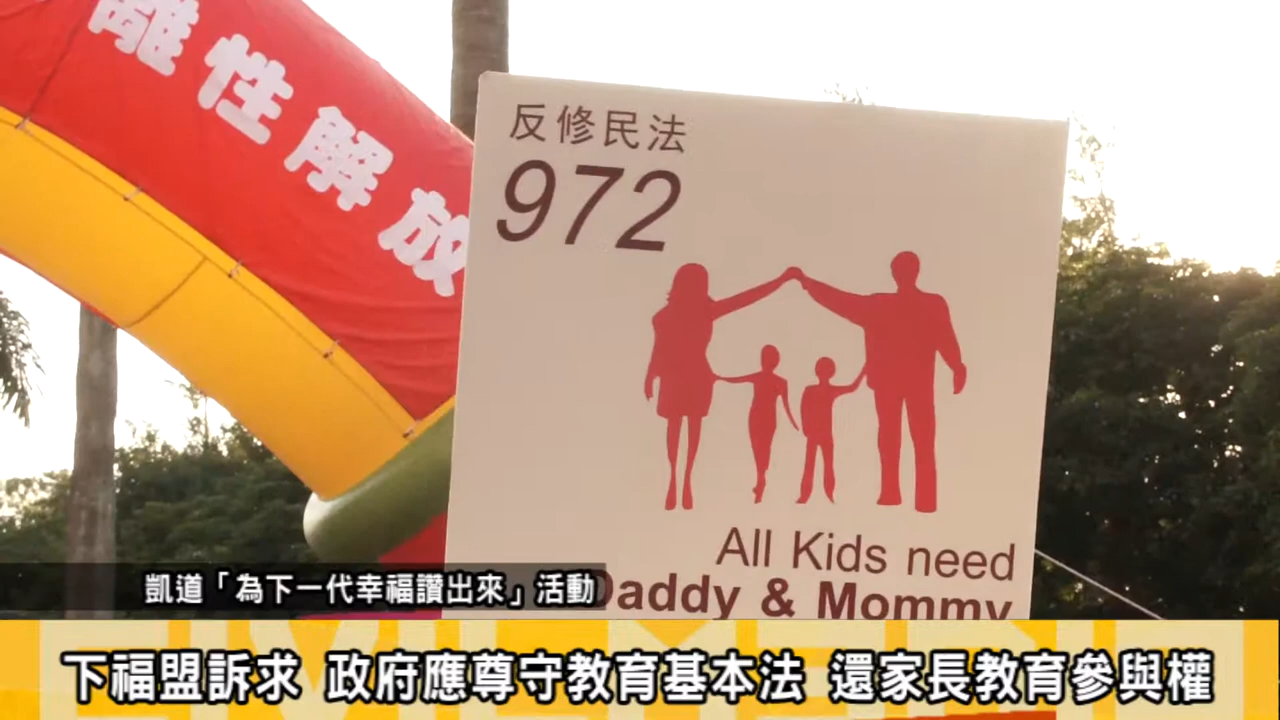 離性解放
反修民法
972
All Kids need
Daddy & Mommy
凱道「為下一代幸福讚出來」活動
下福盟訴求 政府應尊守教育基本法 還家長教育參與權